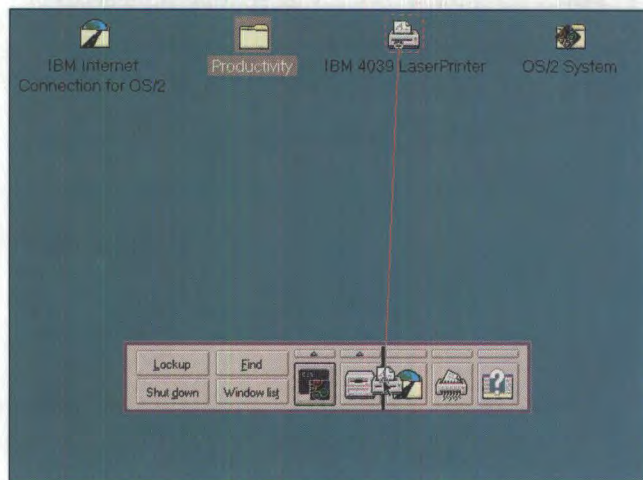 IBM Internet
Connection for OS/2
Productivity
IBM 4039 LaserPrinter
OS/2 System
Lockup
Find
Shut down
Window list